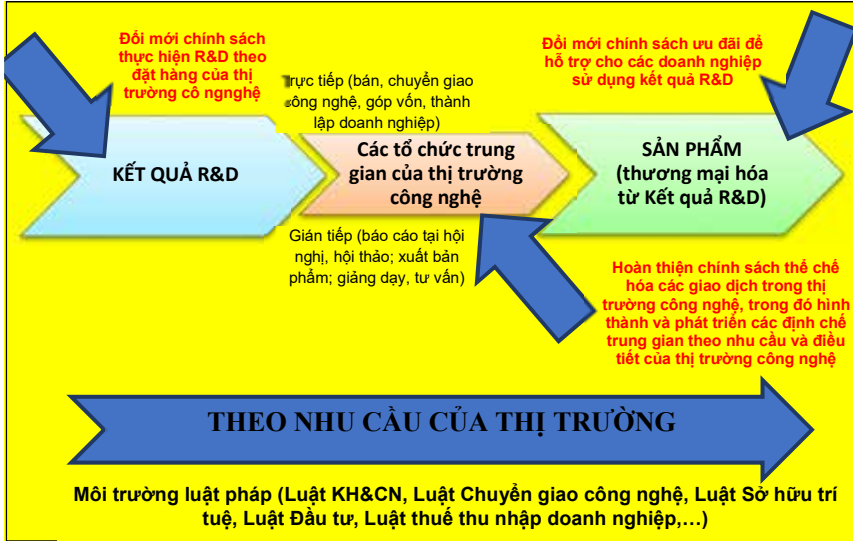 Đổi mới chính sách
thực hiện R&D theo
đặt hàng của thị
trường cô ngnghệ
Trực tiếp (bán, chuyển giao
công nghệ, góp vốn, thành
lập doanh nghiệp)
Đổi mới chính sách ưu đãi để
hỗ trợ cho các doanh nghiệp
sử dụng kết quả R&D
KẾT QUẢ R&D
Các tổ chức trung
gian của thị trường
công nghệ
SẢN PHẨM
(thương mại hóa
từ Kết quả R&D)
Gián tiếp (báo cáo tại hội
nghị, hội thảo; xuất bản
phẩm; giảng dạy, tư vấn)
Hoàn thiện chính sách thể chế
hóa các giao dịch trong thị
trường công nghệ, trong đó hình
thành và phát triển các định chế
trung gian theo nhu cầu và điều
tiết của thị trường công nghệ
THEO NHU CẦU CỦA THỊ TRƯỜNG
Môi trường luật pháp (Luật KH&CN, Luật Chuyển giao công nghệ, Luật Sở hữu trí
tuệ, Luật Đầu tư, Luật thuế thu nhập doanh nghiệp,…)